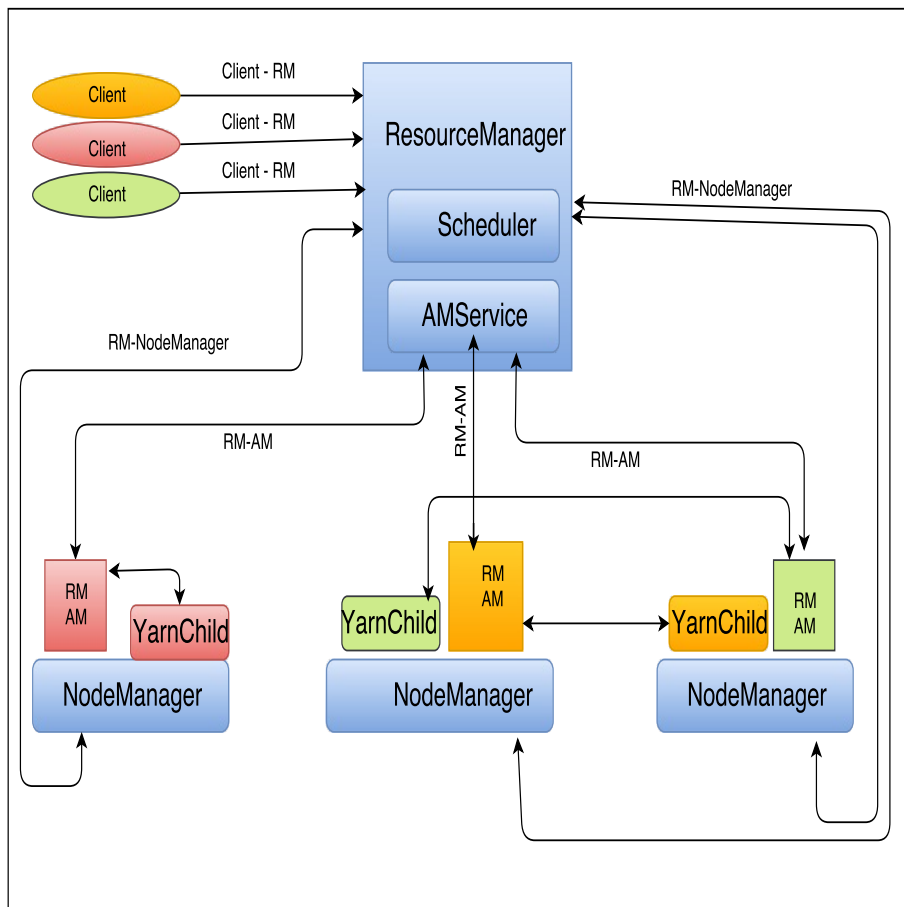 Client - RM
Client
Client - RM
Client
Client - RM
Client
ResourceManager
RM-NodeManager
Scheduler
AMService
RM-NodeManager
RM-AM
RM-AM
RM-AM
RM
AM
YarnChild
NodeManager
YarnChild
RM
AM
NodeManager
YarnChild
RM
AM
NodeManager